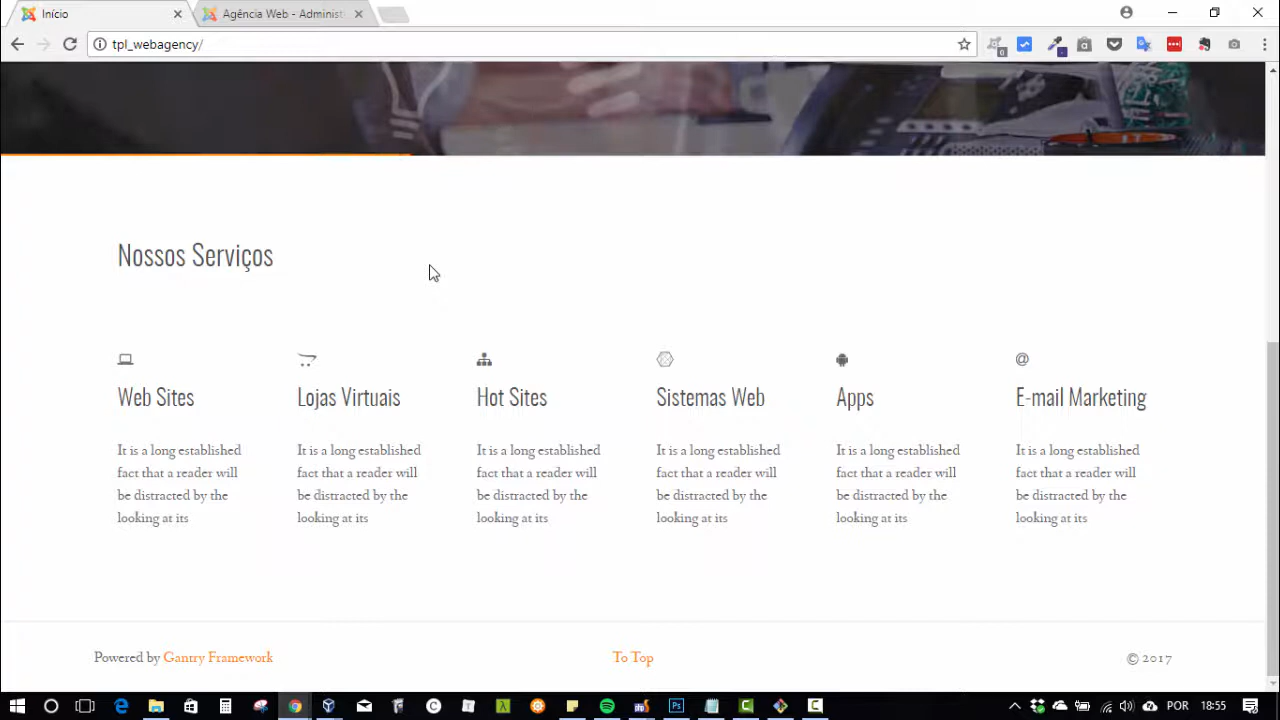 Início
Agência Web - Administ
tpl_webagency/
Nossos Serviços
Web Sites
Lojas Virtuais
Hot Sites
Sistemas Web
Apps
E-mail Marketing
It is a long established
fact that a reader will
be distracted by the
looking at its
It is a long established
fact that a reader will
be distracted by the
looking at its
It is a long established
fact that a reader will
be distracted by the
looking at its
It is a long established
fact that a reader will
be distracted by the
looking at its
It is a long established
fact that a reader will
be distracted by the
looking at its
It is a long established
fact that a reader will
be distracted by the
looking at its
Powered by Gantry Framework
To Top
© 2017
POR
18:55